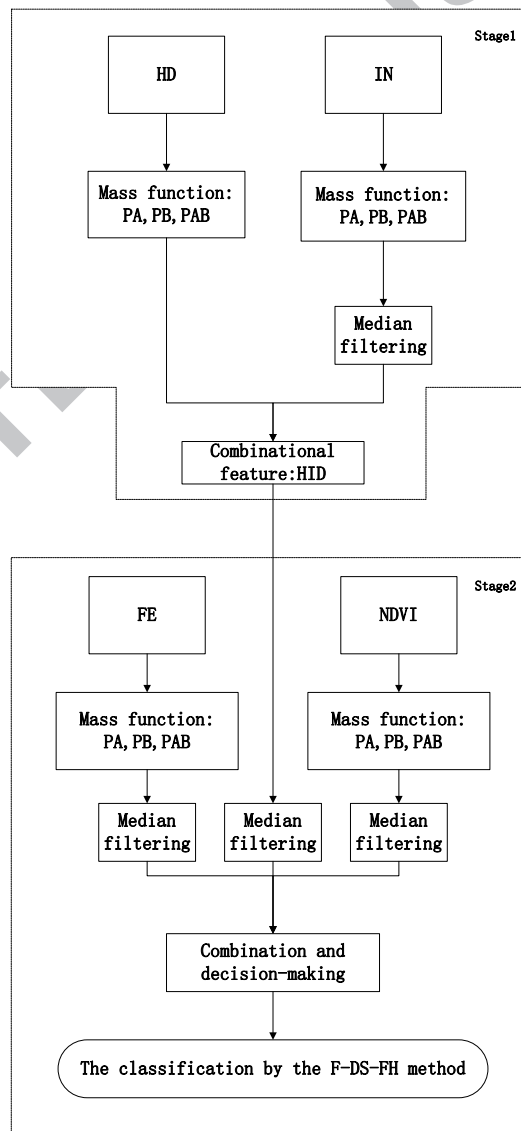 Stage1
HD
IN
Mass function:
PA, PB, PAB
Mass function:
PA, PB, PAB
Median
filtering
Combinational
feature:HID
Stage2
FE
NDVI
Mass function:
PA, PB, PAB
Mass function:
PA, PB, PAB
Median
filtering
Median
filtering
Median
filtering
Combination and
decision-making
The classification by the F-DS-FH method